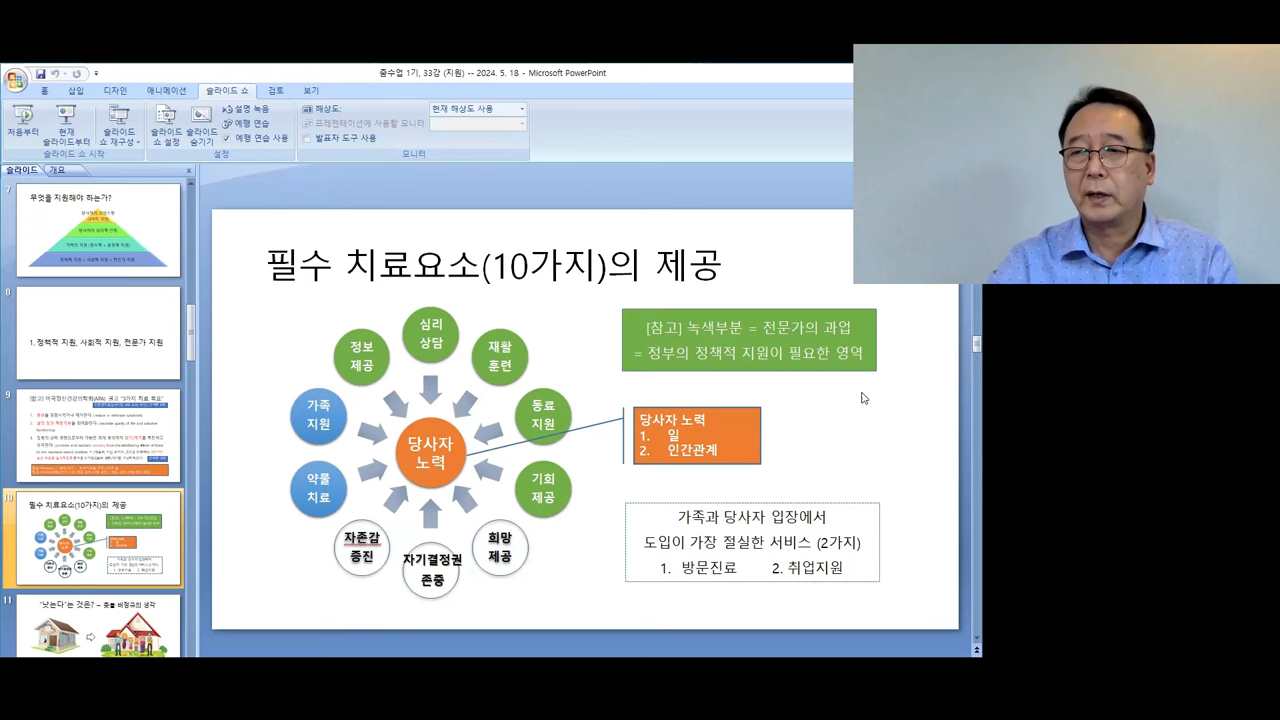 줌수업 1기, 33강 (지원) -- 2024. 5. 18 - Microsoft PowerPoint
홈 삽입 디자인 애니메이션 슬라이드 쇼 검토 보기
처음부터
현재
슬라이드부터
슬라이드
쇼 재구성
슬라이드 쇼 시작
슬라이드
쇼 설정
슬라이드
숨기기
설명 녹음
예행 연습
예행 연습 사용
설정
해상도:
현재 해상도 사용
프레젠테이션에 사용할 모니터
발표자 도구 사용
모니터
슬라이드 개요
7
무엇을 지원해야 하는가?
8
1. 정책적 지원, 사회적 지원, 전문가 지원
9
10
필수 치료요소(10가지)의 제공
11
"낫는다"는 것은? – 촛불 배정규의 생각
필수 치료요소(10가지)의 제공
심리
상담
정보
제공
재활
훈련
가족
지원
동료
지원
당사자
노력
약물
치료
기회
제공
자존감
증진
자기결정권
존중
희망
제공
[참고] 녹색부분 = 전문가의 과업
= 정부의 정책적 지원이 필요한 영역
당사자 노력
1. 일
2. 인간관계
가족과 당사자 입장에서
도입이 가장 절실한 서비스 (2가지)
1. 방문진료 2. 취업지원